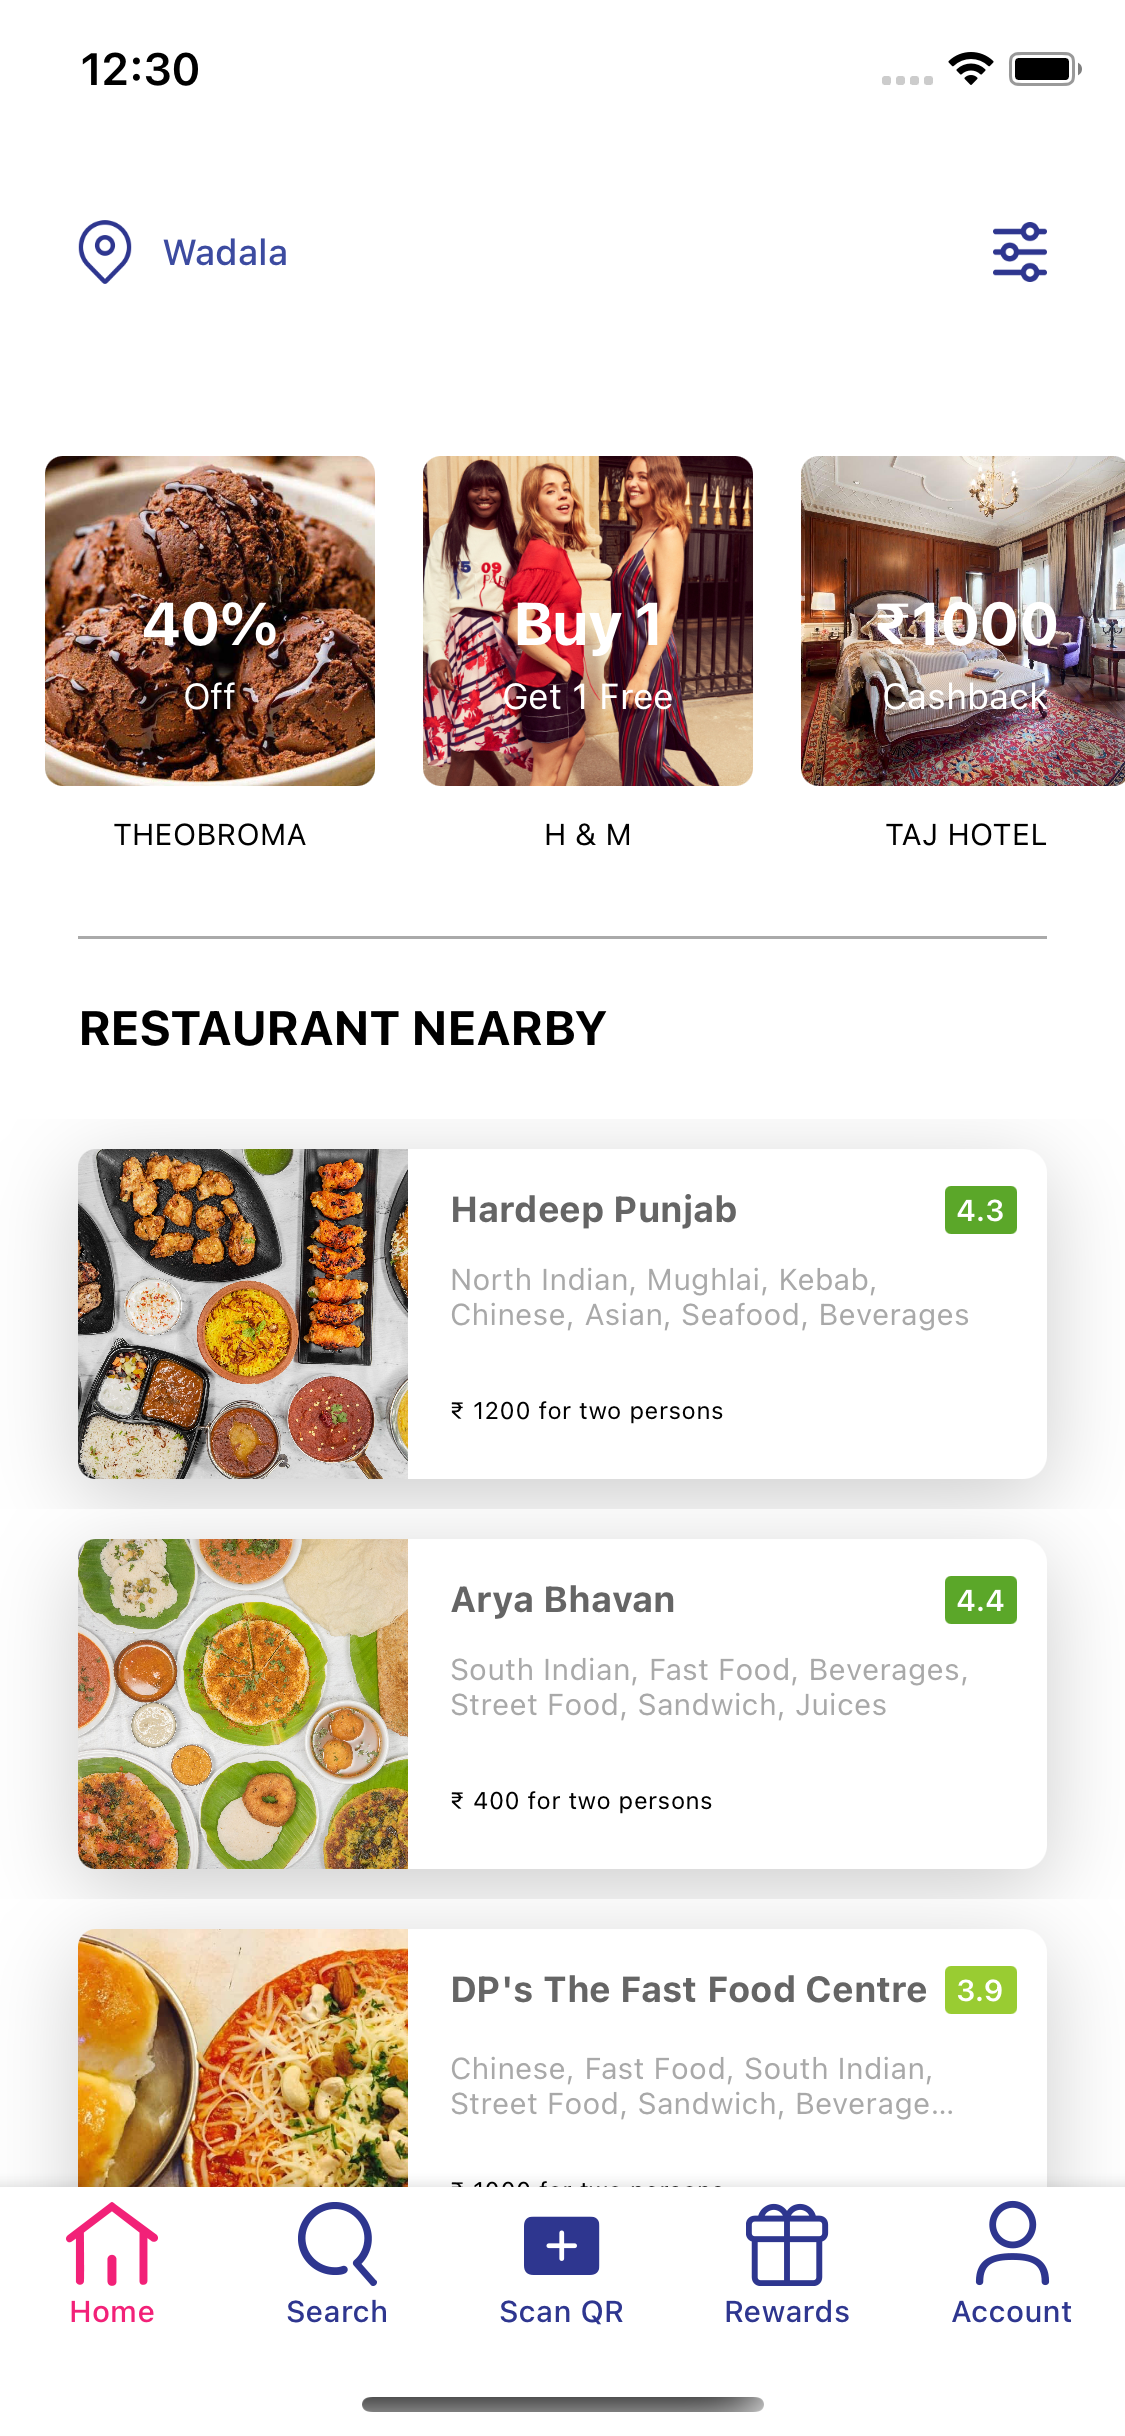 12:30
Wadala
40%
Off
Buy 1
Get 1 Free
₹1000
Cashback
THEOBROMA
H & M
TAJ HOTEL
RESTAURANT NEARBY
Hardeep Punjab
4.3
North Indian, Mughlai, Kebab,
Chinese, Asian, Seafood, Beverages
₹ 1200 for two persons
Arya Bhavan
4.4
South Indian, Fast Food, Beverages,
Street Food, Sandwich, Juices
₹ 400 for two persons
DP's The Fast Food Centre
3.9
Chinese, Fast Food, South Indian,
Street Food, Sandwich, Beverage...
Home
Search
Scan QR
Rewards
Account